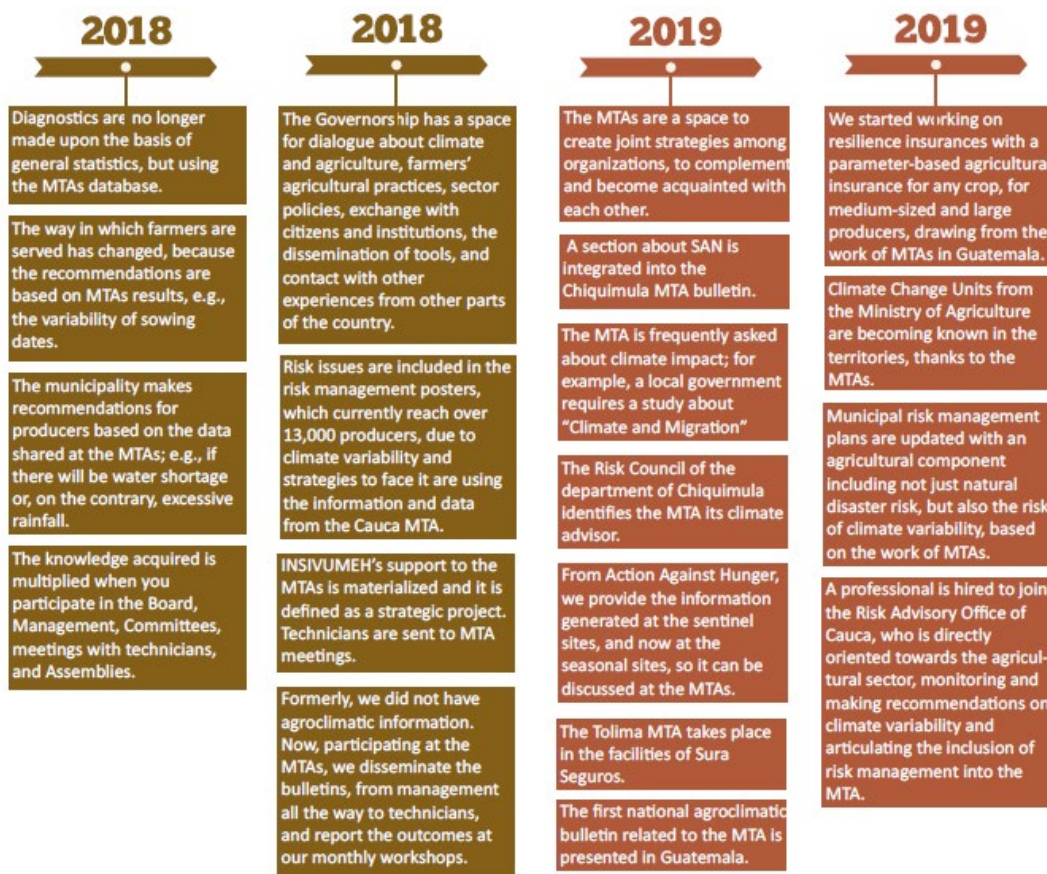 2018
Diagnostics are no longer
made upon the basis of
general statistics, but using
the MTAs database.
The way in which farmers are
served has changed, because
the recommendations are
based on MTAs results, e.g.,
the variability of sowing
dates.
The municipality makes
recommendations for
producers based on the data
shared at the MTAs; e.g., if
there will be water shortage
or, on the contrary, excessive
rainfall.
The knowledge acquired is
multiplied when you
participate in the Board,
Management, Committees,
meetings with technicians,
and Assemblies.
2018
The Governorship has a space
for dialogue about climate
and agriculture, farmers'
agricultural practices, sector
policies, exchange with
citizens and institutions, the
dissemination of tools, and
contact with other
experiences from other parts
of the country.
Risk issues are included in the
risk management posters,
which currently reach over
13,000 producers, due to
climate variability and
strategies to face it are using
the information and data
from the Cauca MTA.
INSIVUMEH's support to the
MTAs is materialized and it is
defined as a strategic project.
Technicians are sent to MTA
meetings.
Formerly, we did not have
agroclimatic information.
Now, participating at the
MTAs, we disseminate the
bulletins, from management
all the way to technicians,
and report the outcomes at
our monthly workshops.
2019
The MTAs are a space to
create joint strategies among
organizations, to complement
and become acquainted with
each other.
A section about SAN is
integrated into the
Chiquimula MTA bulletin.
The MTA is frequently asked
about climate impact; for
example, a local government
requires a study about
"Climate and Migration"
The Risk Council of the
department of Chiquimula
identifies the MTA its climate
advisor.
From Action Against Hunger,
we provide the information
generated at the sentinel
sites, and now at the
seasonal sites, so it can be
discussed at the MTAs.
The Tolima MTA takes place
in the facilities of Sura
Seguros.
The first national agroclimatic
bulletin related to the MTA is
presented in Guatemala.
2019
We started working on
resilience insurances with a
parameter-based agricultura
insurance for any crop, for
medium-sized and large
producers, drawing from the
work of MTAs in Guatemala.
Climate Change Units from
the Ministry of Agriculture
are becoming known in the
territories, thanks to the
MTAs.
Municipal risk management
plans are updated with an
agricultural component
including not just natural
disaster risk, but also the risk
of climate variability, based
on the work of MTAs.
A professional is hired to join
the Risk Advisory Office of
Cauca, who is directly
oriented towards the agricul-
tural sector, monitoring and
making recommendations on
climate variability and
articulating the inclusion of
risk management into the
MTA.